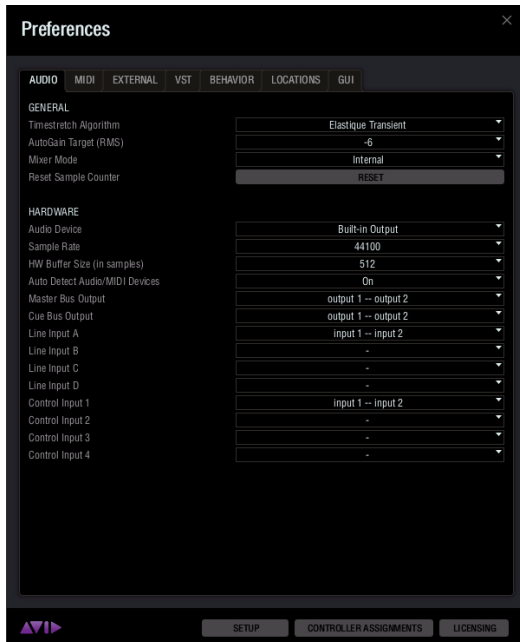 Preferences
AUDIO MIDI EXTERNAL VST BEHAVIOR LOCATIONS GUI
GENERAL
Timestretch Algorithm Elastique Transient
AutoGain Target (RMS) -6
Mixer Mode Internal
Reset Sample Counter RESET
HARDWARE
Audio Device Built-in Output
Sample Rate 44100
HW Buffer Size (in samples) 512
Auto Detect Audio/MIDI Devices On
Master Bus Output output 1 -- output 2
Cue Bus Output output 1 -- output 2
Line Input A input 1 -- input 2
Line Input B -
Line Input C -
Line Input D -
Control Input 1 input 1 -- input 2
Control Input 2 -
Control Input 3 -
Control Input 4 -
AVID SETUP CONTROLLER ASSIGNMENTS LICENSING